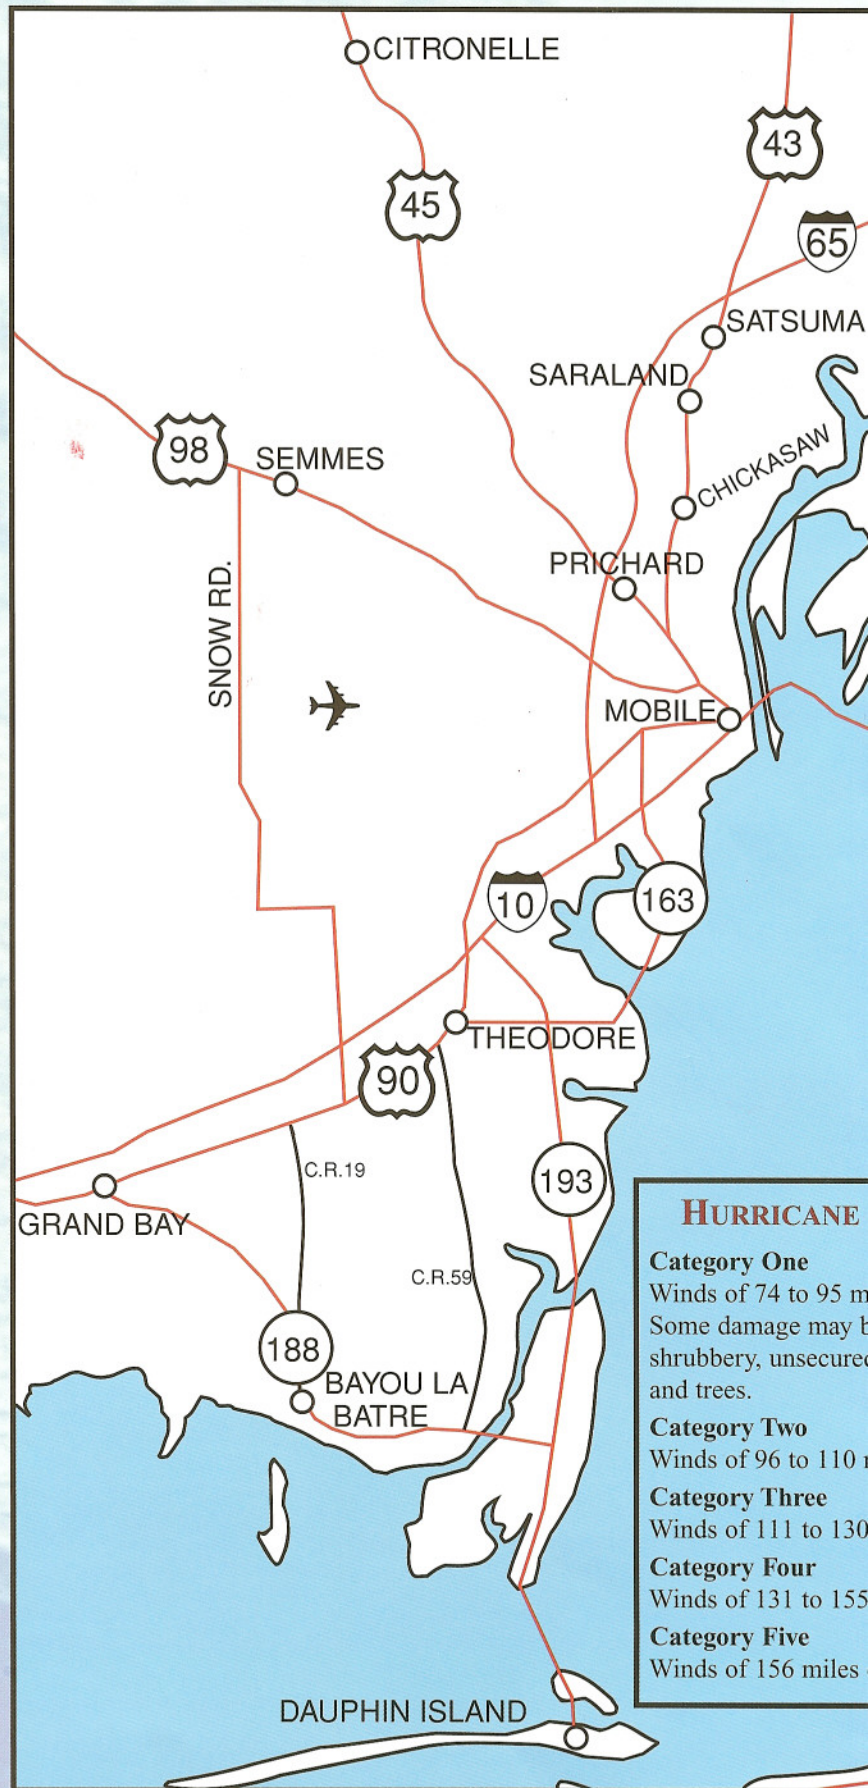 CITRONELLE
43
45
65
SATSUMA
SARALAND
CHICKASAW
98
SEMMES
PRICHARD
SNOW RD.
MOBILE
10
163
THEODORE
90
C.R.19
193
GRAND BAY
C.R.59
188
BAYOU LA
BATRE
DAUPHIN ISLAND
HURRICANE
Category One
Winds of 74 to 95 m
Some damage may b
shrubbery, unsecured
and trees.
Category Two
Winds of 96 to 110
Category Three
Winds of 111 to 130
Category Four
Winds of 131 to 155
Category Five
Winds of 156 miles